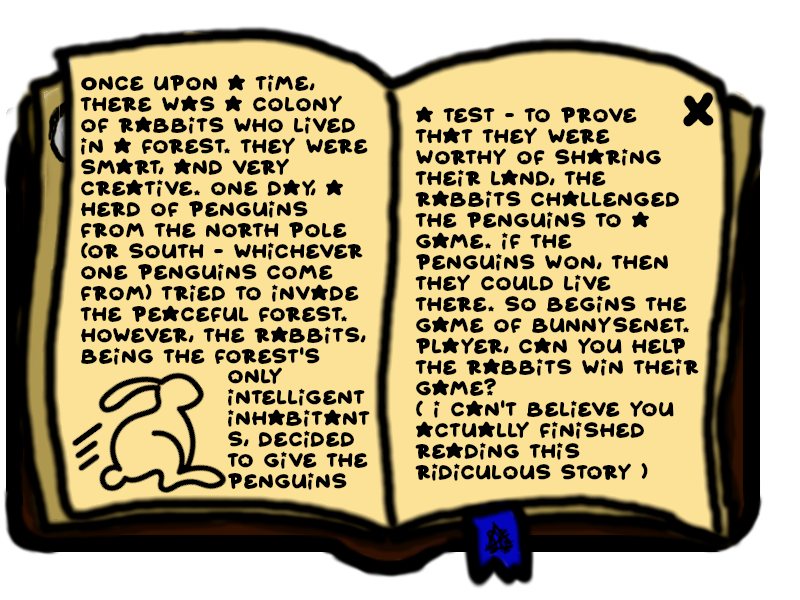 ONCE UPON A TiME,
THERE WAS A COLONY
OF RABBiTS WHO LiVED
iN A FOREST. THEY WERE
SMART, AND VERY
CREATiVE. ONE DAY, A
HERD OF PENGUiNS
FROM THE NORTH POLE
(OR SOUTH - WHiCHEVER
ONE PENGUiNS COME
FROM) TRiED TO iNVADE
THE PEACEFUL FOREST.
HOWEVER, THE RABBiTS,
BEiNG THE FOREST'S
ONLY
iNTELLiGENT
iNHABiTANT
S, DECiDED
TO GiVE THE
PENGUiNS
A TEST - TO PROVE
THAT THEY WERE
WORTHY OF SHARiNG
THEiR LAND, THE
RABBiTS CHALLENGED
THE PENGUiNS TO A
GAME. iF THE
PENGUiNS WON, THEN
THEY COULD LiVE
THERE. SO BEGiNS THE
GAME OF BUNNYSENET.
PLAYER, CAN YOU HELP
THE RABBiTS WiN THEiR
GAME?
( i CAN'T BELiEVE YOU
ACTUALLY FiNiSHED
READiNG THiS
RiDiCULOUS STORY )